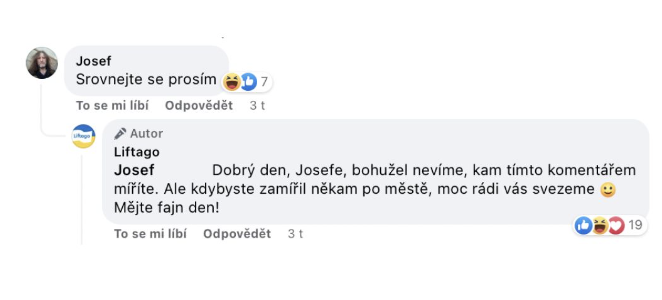 Josef
Srovnejte se prosím
7
To se mi líbí Odpovědět 3 t
Autor
Liftago
Liftago
Josef Dobrý den, Josefe, bohužel nevíme, kam tímto komentářem
míříte. Ale kdybyste zamířil někam po městě, moc rádi vás svezeme 😉
Mějte fajn den!
19
To se mi líbí Odpovědět 3 t